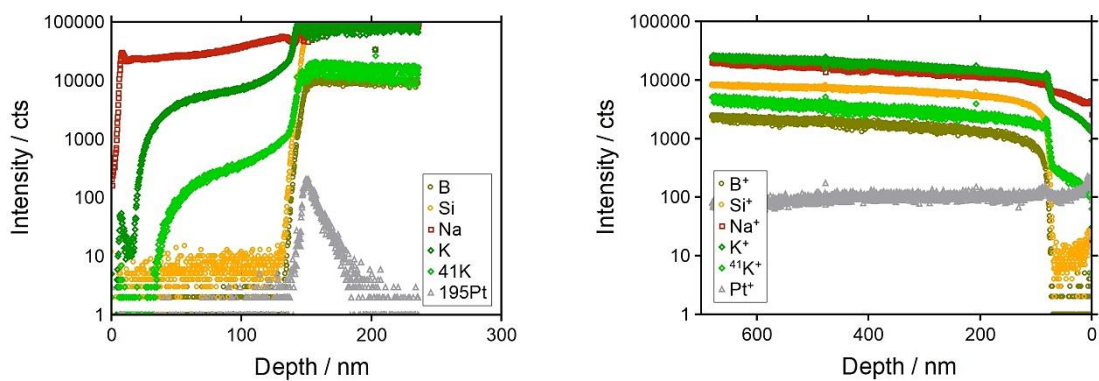 100000
10000
1000
100
10
1
Intensity / cts
0
100
200
300
Depth / nm
B
Si
Na
K
41K
195Pt
100000
10000
1000
100
10
1
Intensity / cts
600
400
200
0
Depth / nm
B⁺
Si⁺
Na⁺
K⁺
⁴¹K⁺
Pt⁺